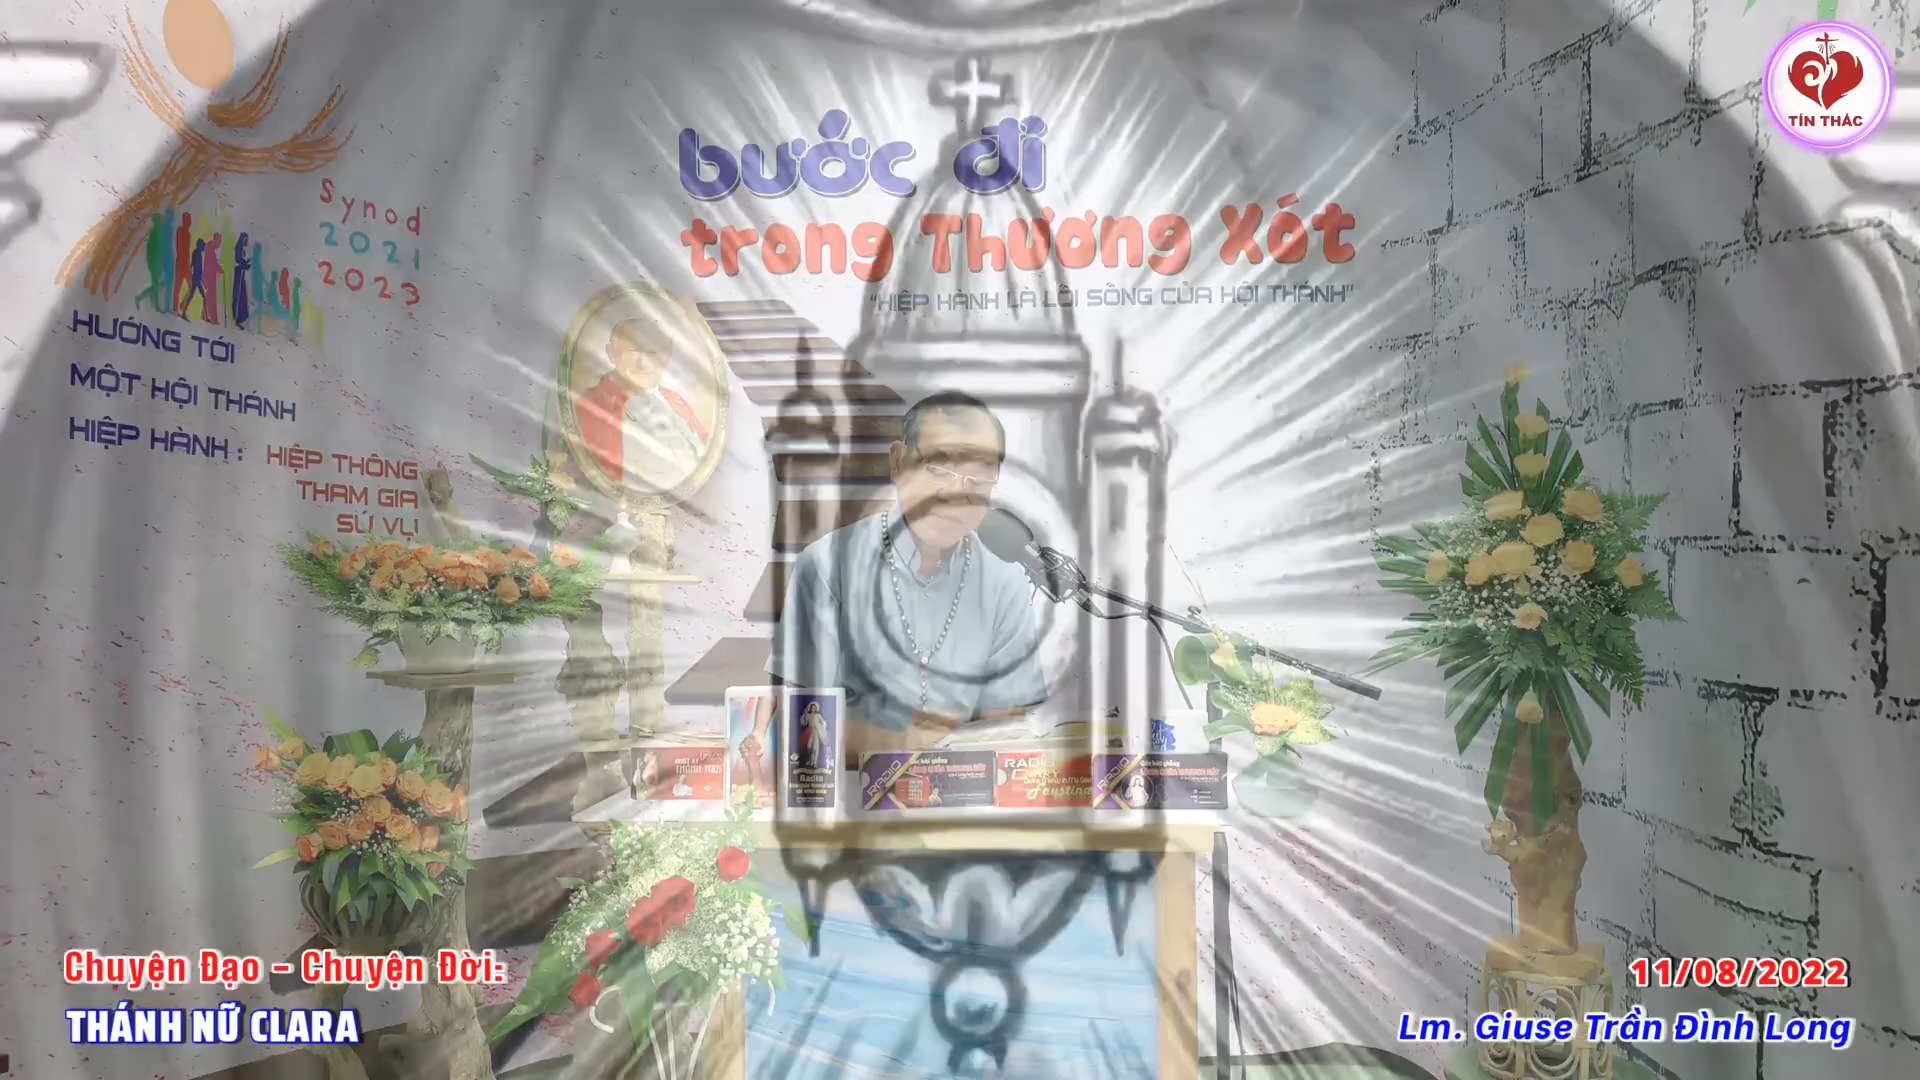 TÍN THÁC
bước đi
trong Thương Xót
"HIỆP HÀNH LÀ LỐI SỐNG CỦA HỘI THÁNH"
Synod
2021
2023
HƯỚNG TỚI
MỘT HỘI THÁNH
HIỆP HÀNH :
HIỆP THÔNG
THAM GIA
SỨ VỤ
Radio
RADIO
RADIO
Faustina
RADIO
Chuyện Đạo - Chuyện Đời:
THÁNH NỮ CLARA
11/08/2022
Lm. Giuse Trần Đình Long